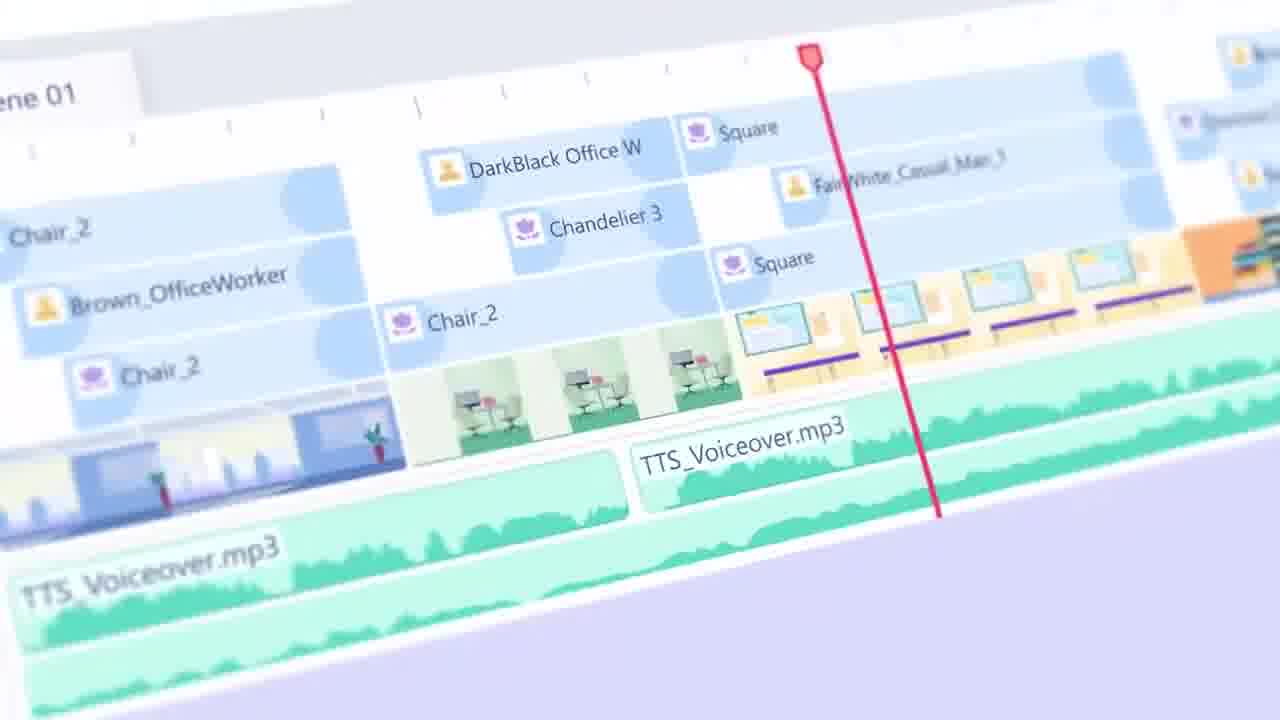 ene 01
DarkBlack Office W
Square
Chair_2
Chandelier 3
FairWhite_Casual_Man_1
Brown_OfficeWorker
Square
Chair_2
Chair_2
TTS_Voiceover.mp3
TTS_Voiceover.mp3